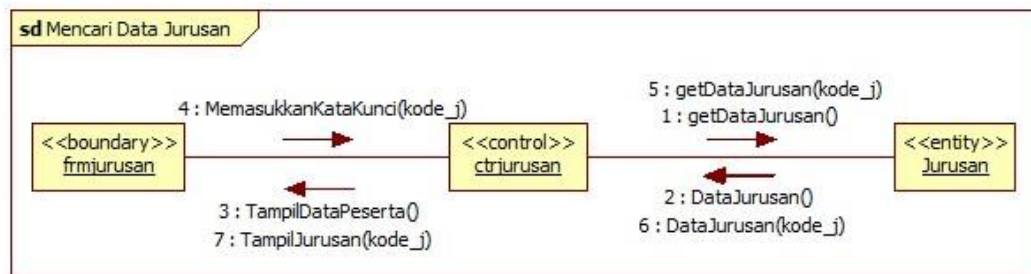 sd Mencari Data Jurusan
4 : MemasukkanKataKunci(kode_j)
5 : getDataJurusan(kode_j)
1 : getDataJurusan()
<<boundary>>
frmjurusan
<<control>>
ctrjurusan
<<entity>>
Jurusan
3 : TampilDataPeserta()
7 : TampilJurusan(kode_j)
2 : DataJurusan()
6 : DataJurusan(kode_j)